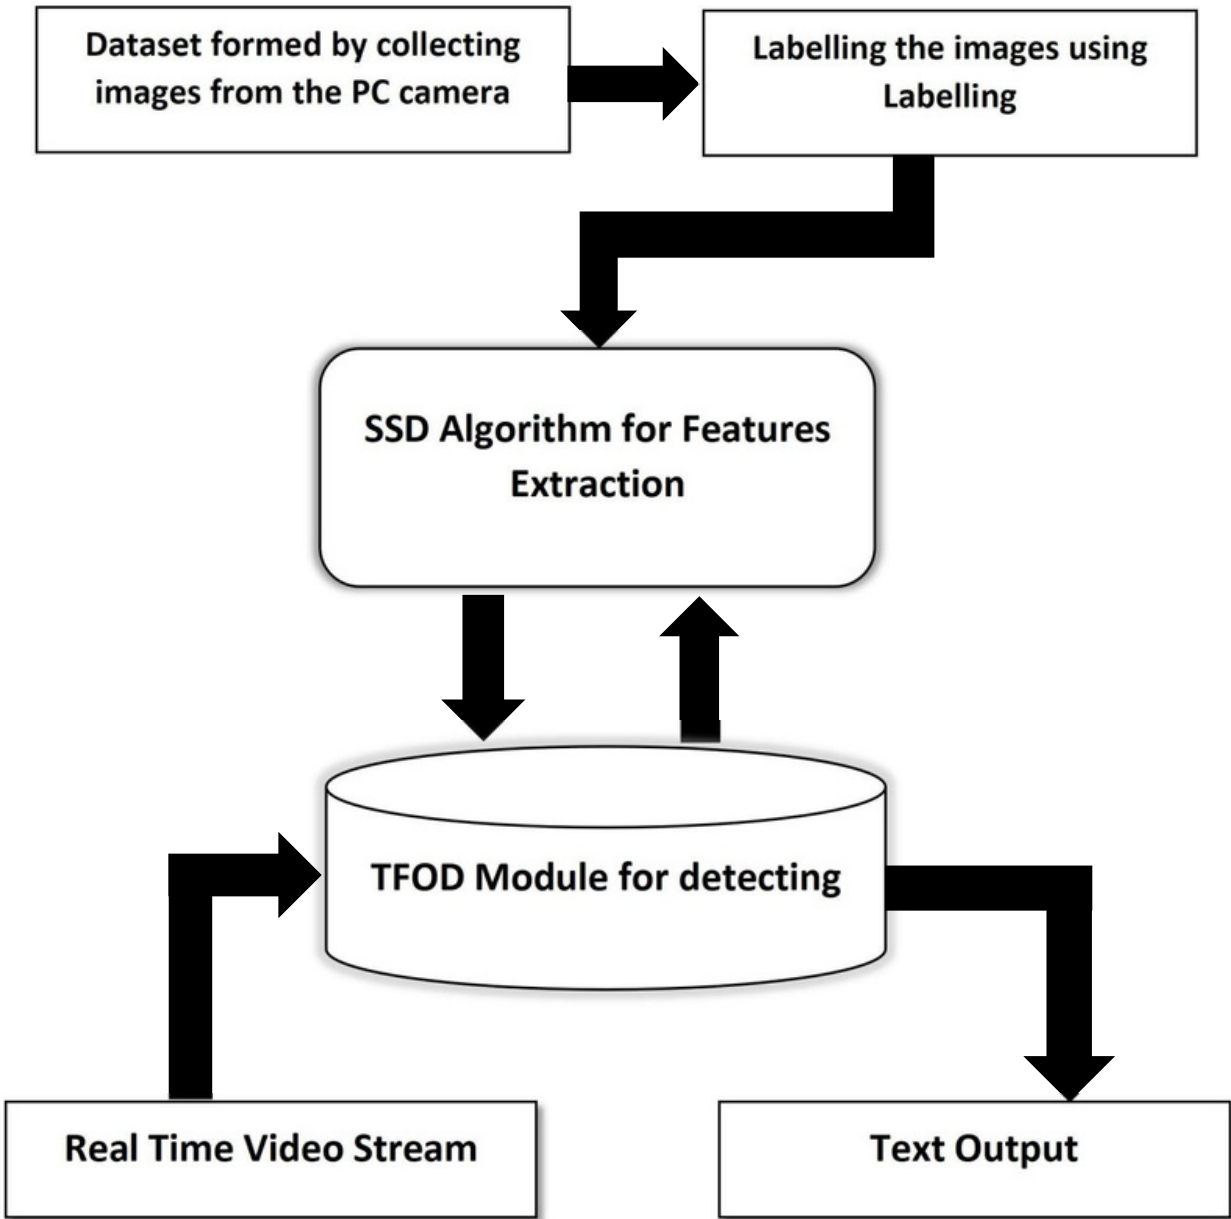 Dataset formed by collecting
images from the PC camera
Labelling the images using
Labelling
SSD Algorithm for Features
Extraction
TFOD Module for detecting
Real Time Video Stream
Text Output